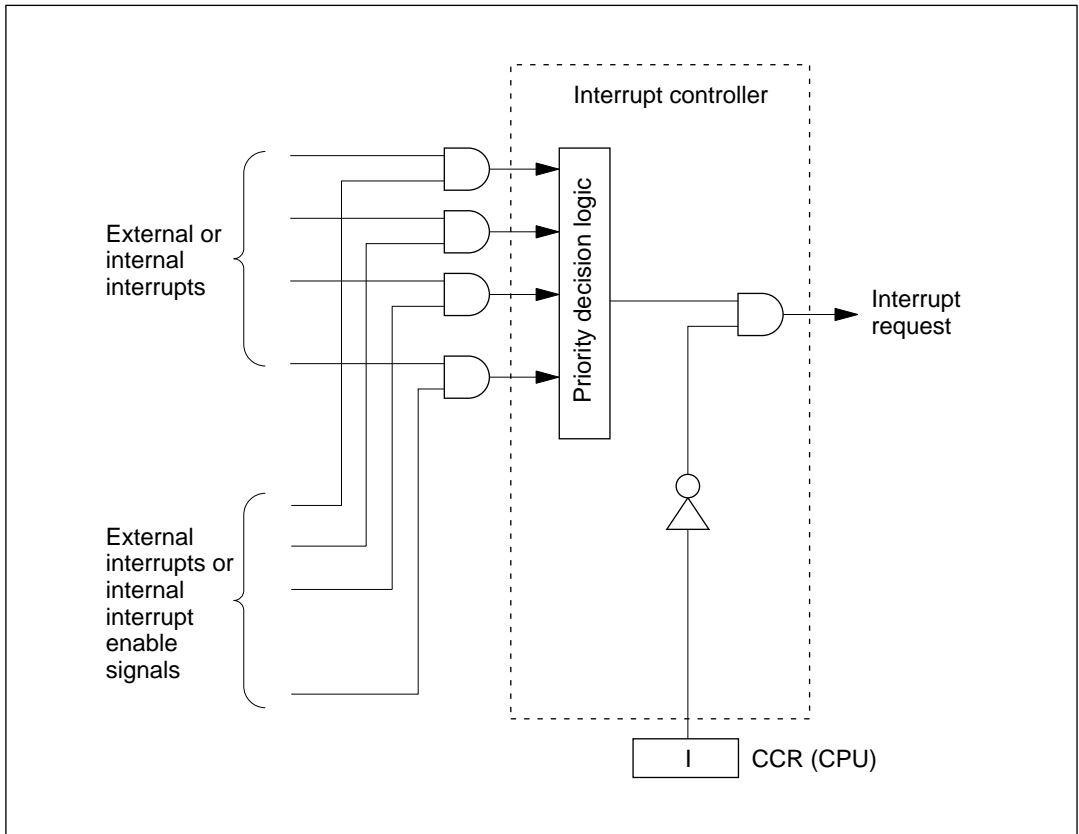 Interrupt controller
External or
internal
interrupts
Priority decision logic
Interrupt
request
External
interrupts or
internal
interrupt
enable
signals
I
CCR (CPU)